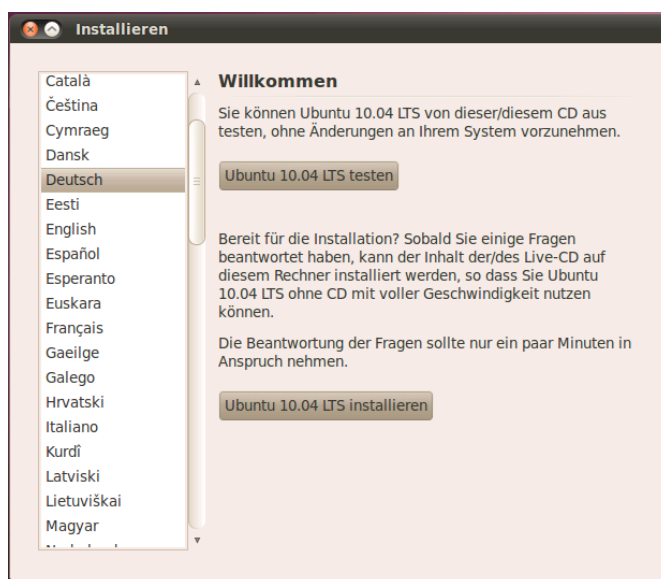 Installieren
Català
Čeština
Cymraeg
Dansk
Deutsch
Eesti
English
Español
Esperanto
Euskara
Français
Gaeilge
Galego
Hrvatski
Italiano
Kurdî
Latviski
Lietuviškai
Magyar
Willkommen
Sie können Ubuntu 10.04 LTS von dieser/diesem CD aus
testen, ohne Änderungen an Ihrem System vorzunehmen.
Ubuntu 10.04 LTS testen
Bereit für die Installation? Sobald Sie einige Fragen
beantwortet haben, kann der Inhalt der/des Live-CD auf
diesem Rechner installiert werden, so dass Sie Ubuntu
10.04 LTS ohne CD mit voller Geschwindigkeit nutzen
können.
Die Beantwortung der Fragen sollte nur ein paar Minuten in
Anspruch nehmen.
Ubuntu 10.04 LTS installieren